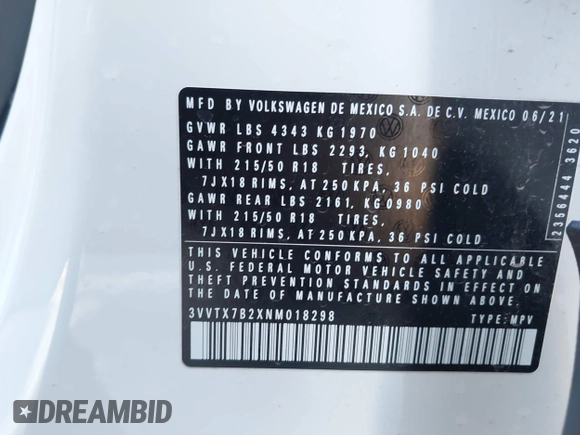 MFD BY VOLKSWAGEN DE MEXICO S.A. DE C.V. MEXICO 06/21
GVWR LBS 4343 KG 1970
GAWR FRONT LBS 2293, KG 1040
WITH 215/50 R18 TIRES,
7JX18 RIMS, AT 250 KPA, 36 PSI COLD
GAWR REAR LBS 2161, KG 0980
WITH 215/50 R18 TIRES,
7JX18 RIMS, AT 250 KPA, 36 PSI COLD
THIS VEHICLE CONFORMS TO ALL APPLICABLE
U.S. FEDERAL MOTOR VEHICLE SAFETY AND
THEFT PREVENTION STANDARDS IN EFFECT ON
THE DATE OF MANUFACTURE SHOWN ABOVE.
3VVTX7B2XNM018298 TYPE: MPV
2356444 3620
DREAMBID